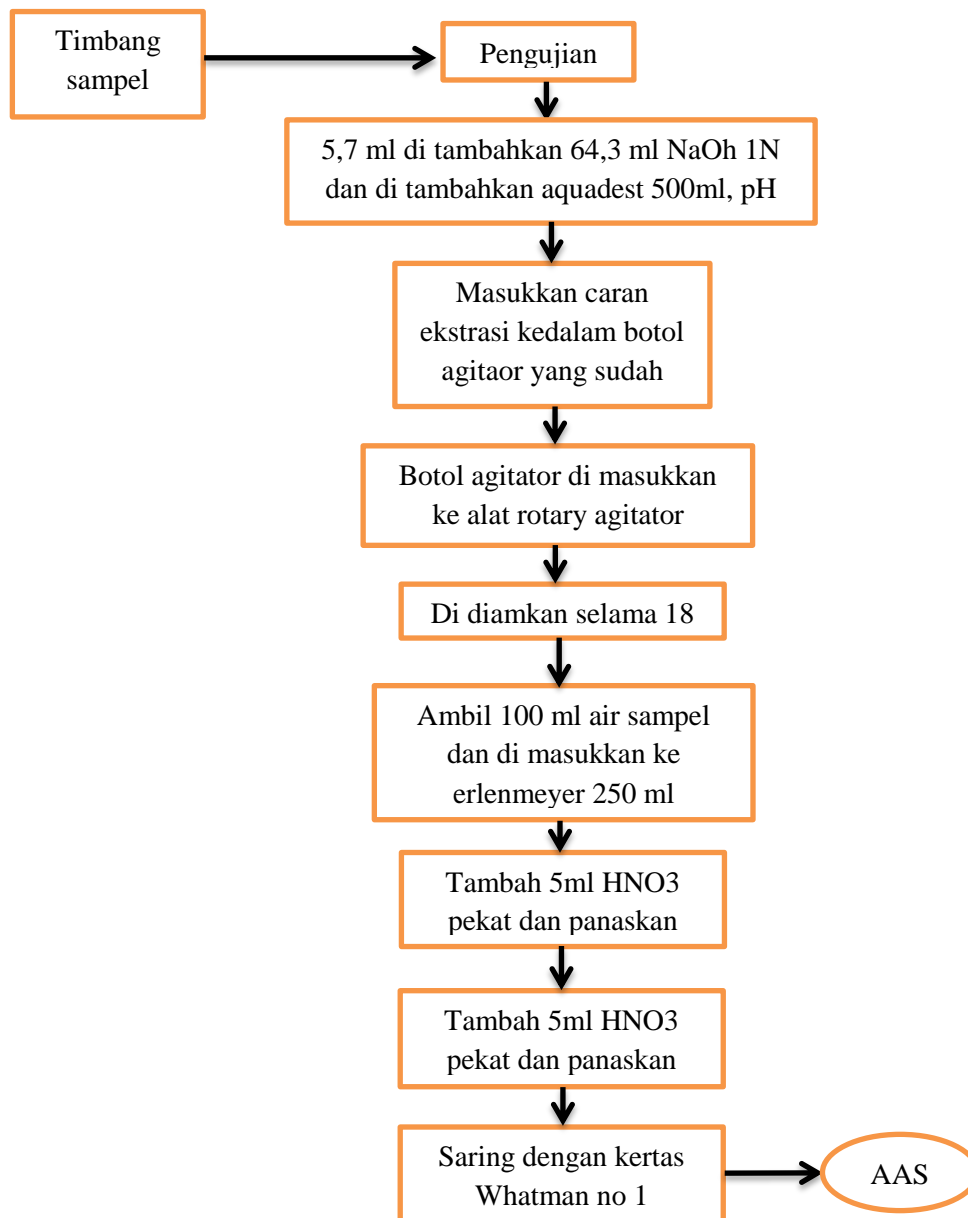 Timbang
sampel
Pengujian
5,7 ml di tambahkan 64,3 ml NaOh 1N
dan di tambahkan aquadest 500ml, pH
Masukkan caran
ekstrasi kedalam botol
agitaor yang sudah
Botol agitator di masukkan
ke alat rotary agitator
Di diamkan selama 18
Ambil 100 ml air sampel
dan di masukkan ke
erlenmeyer 250 ml
Tambah 5ml HNO3
pekat dan panaskan
Tambah 5ml HNO3
pekat dan panaskan
Saring dengan kertas
Whatman no 1
AAS